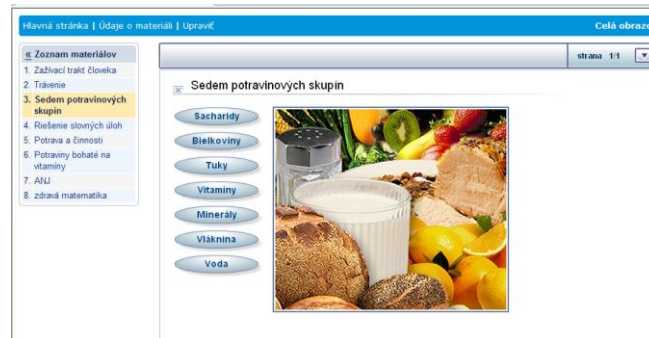 Hlavná stránka | Údaje o materiáli | Upraviť
Celá obrazo
« Zoznam materiálov
1. Zažívací trakt človeka
2. Trávenie
3. Sedem potravinových
skupín
4. Riešenie slovných úloh
5. Potrava a činnosti
6. Potraviny bohaté na
vitamíny
7. ANJ
8. zdravá matematika
strana 1/1
Sedem potravinových skupín
Sacharidy
Bielkoviny
Tuky
Vitamíny
Minerály
Vláknina
Voda